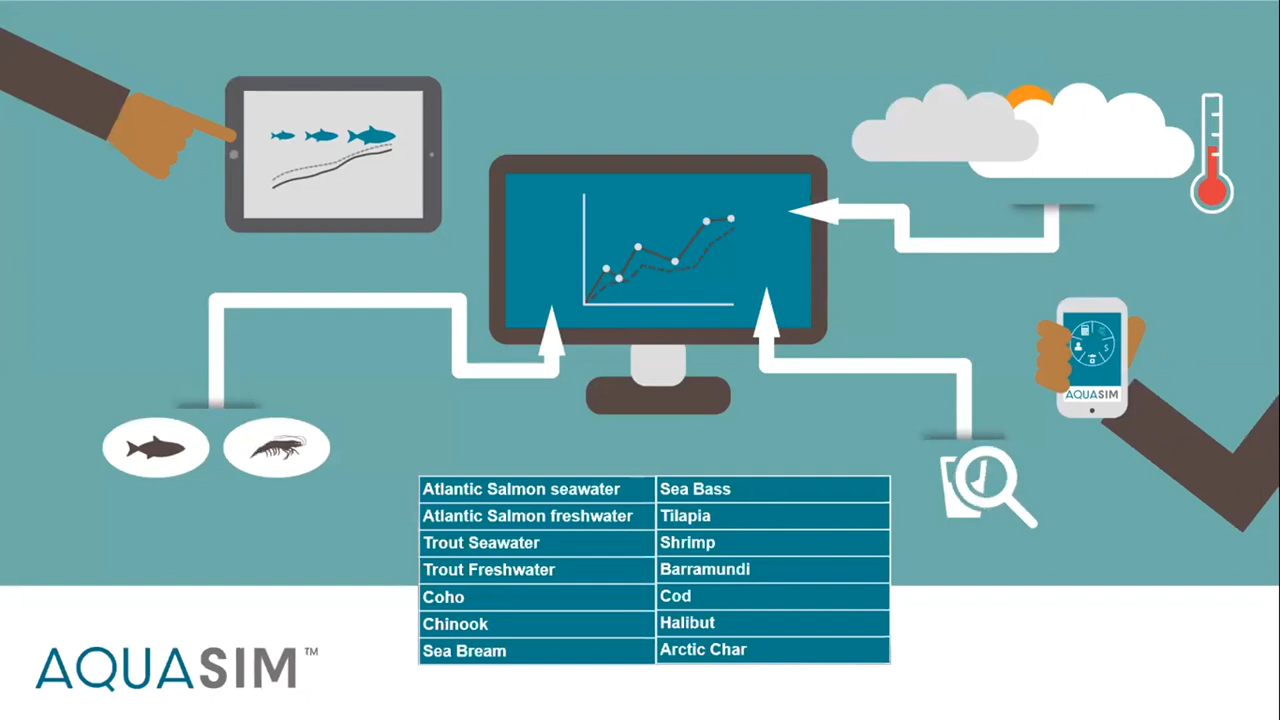 AQUASIM
Atlantic Salmon seawater Sea Bass
Atlantic Salmon freshwater Tilapia
Trout Seawater Shrimp
Trout Freshwater Barramundi
Coho Cod
Chinook Halibut
Sea Bream Arctic Char
AQUASIM™